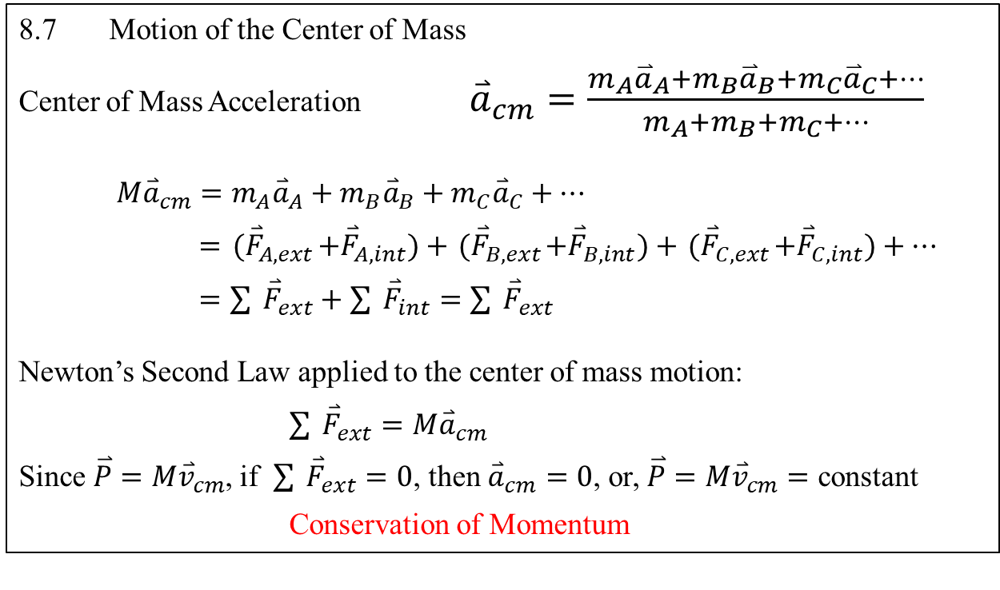 8.7 Motion of the Center of Mass
Center of Mass Acceleration $\vec{a}_{cm} = \frac{m_A\vec{a}_A+m_B\vec{a}_B+m_C\vec{a}_C+\cdots}{m_A+m_B+m_C+\cdots}$
$M\vec{a}_{cm} = m_A\vec{a}_A + m_B\vec{a}_B + m_C\vec{a}_C + \cdots$
$= (\vec{F}_{A,ext}+\vec{F}_{A,int}) + (\vec{F}_{B,ext}+\vec{F}_{B,int}) + (\vec{F}_{C,ext}+\vec{F}_{C,int}) + \cdots$
$= \sum \vec{F}_{ext} + \sum \vec{F}_{int} = \sum \vec{F}_{ext}$
Newton’s Second Law applied to the center of mass motion:
$\sum \vec{F}_{ext} = M\vec{a}_{cm}$
Since $\vec{P} = M\vec{v}_{cm}$, if $\sum \vec{F}_{ext} = 0$, then $\vec{a}_{cm} = 0$, or, $\vec{P} = M\vec{v}_{cm} =$ constant
Conservation of Momentum